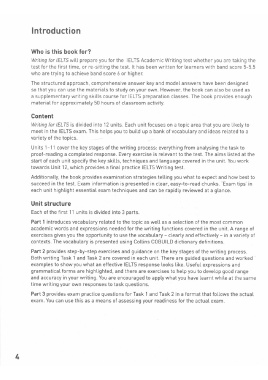 Introduction
Who is this book for?
Writing for IELTS will prepare you for the IELTS Academic Writing test whether you are taking the
test for the first time, or re-sitting the test. It has been written for learners with band score 5-5.5
who are trying to achieve band score 6 or higher.
The structured approach, comprehensive answer key and model answers have been designed
so that you can use the materials to study on your own. However, the book can also be used as
a supplementary writing skills course for IELTS preparation classes. The book provides enough
material for approximately 50 hours of classroom activity.
Content
Writing for IELTS is divided into 12 units. Each unit focuses on a topic area that you are likely to
meet in the IELTS exam. This helps you to build up a bank of vocabulary and ideas related to a
variety of the topics.
Units 1–11 cover the key stages of the writing process: everything from analysing the task to
proof-reading a completed response. Every exercise is relevant to the test. The aims listed at the
start of each unit specify the key skills, techniques and language covered in the unit. You work
towards Unit 12, which provides a final practice IELTS Writing test.
Additionally, the book provides examination strategies telling you what to expect and how best to
succeed in the test. Exam information is presented in clear, easy-to-read chunks. 'Exam tips' in
each unit highlight essential exam techniques and can be rapidly reviewed at a glance.
Unit structure
Each of the first 11 units is divided into 3 parts.
Part 1 introduces vocabulary related to the topic as well as a selection of the most common
academic words and expressions needed for the writing functions covered in the unit. A range of
exercises gives you the opportunity to use the vocabulary – clearly and effectively – in a variety of
contexts. The vocabulary is presented using Collins COBUILD dictionary definitions.
Part 2 provides step-by-step exercises and guidance on the key stages of the writing process.
Both writing Task 1 and Task 2 are covered in each unit. There are guided questions and worked
examples to show you what an effective IELTS response looks like. Useful expressions and
grammatical forms are highlighted, and there are exercises to help you to develop good range
and accuracy in your writing. You are encouraged to apply what you have learnt while at the same
time writing your own responses to task questions.
Part 3 provides exam practice questions for Task 1 and Task 2 in a format that follows the actual
exam. You can use this as a means of assessing your readiness for the actual exam.
4